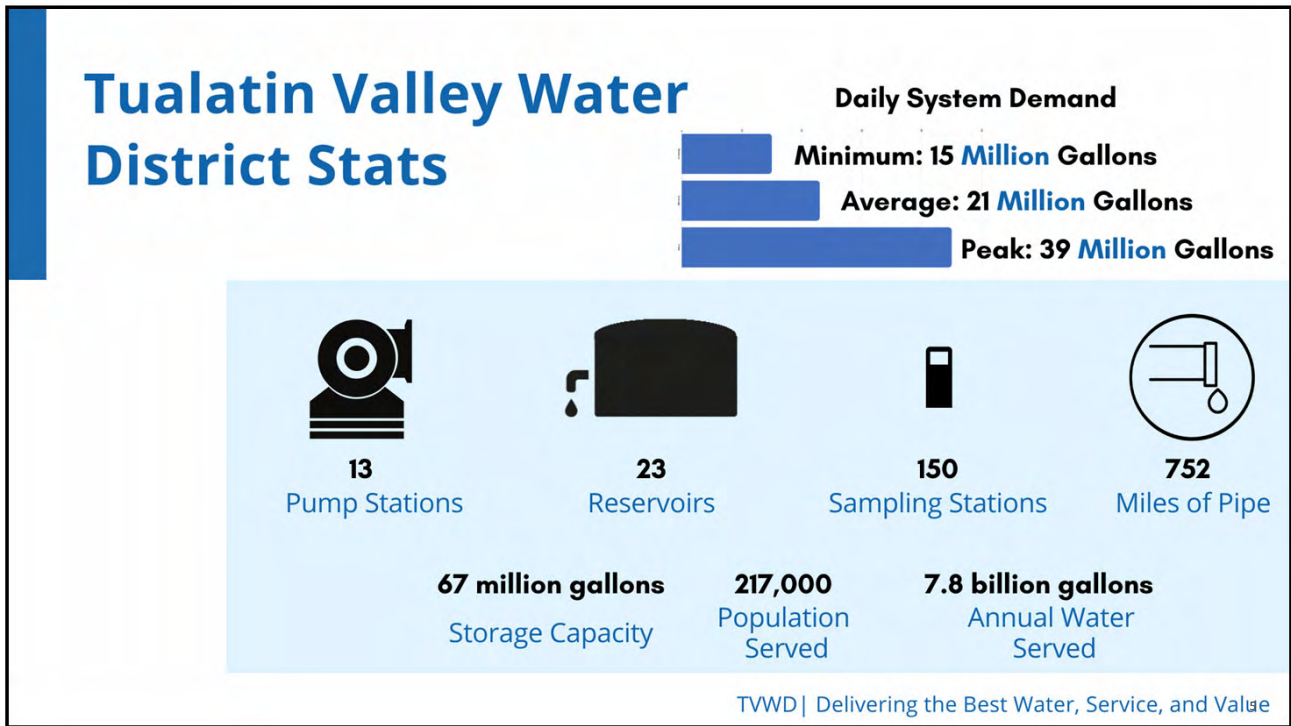 Tualatin Valley Water
District Stats
Daily System Demand
Minimum: 15 Million Gallons
Average: 21 Million Gallons
Peak: 39 Million Gallons
13
Pump Stations
23
Reservoirs
150
Sampling Stations
752
Miles of Pipe
67 million gallons
Storage Capacity
217,000
Population
Served
7.8 billion gallons
Annual Water
Served
TVWD| Delivering the Best Water, Service, and Value